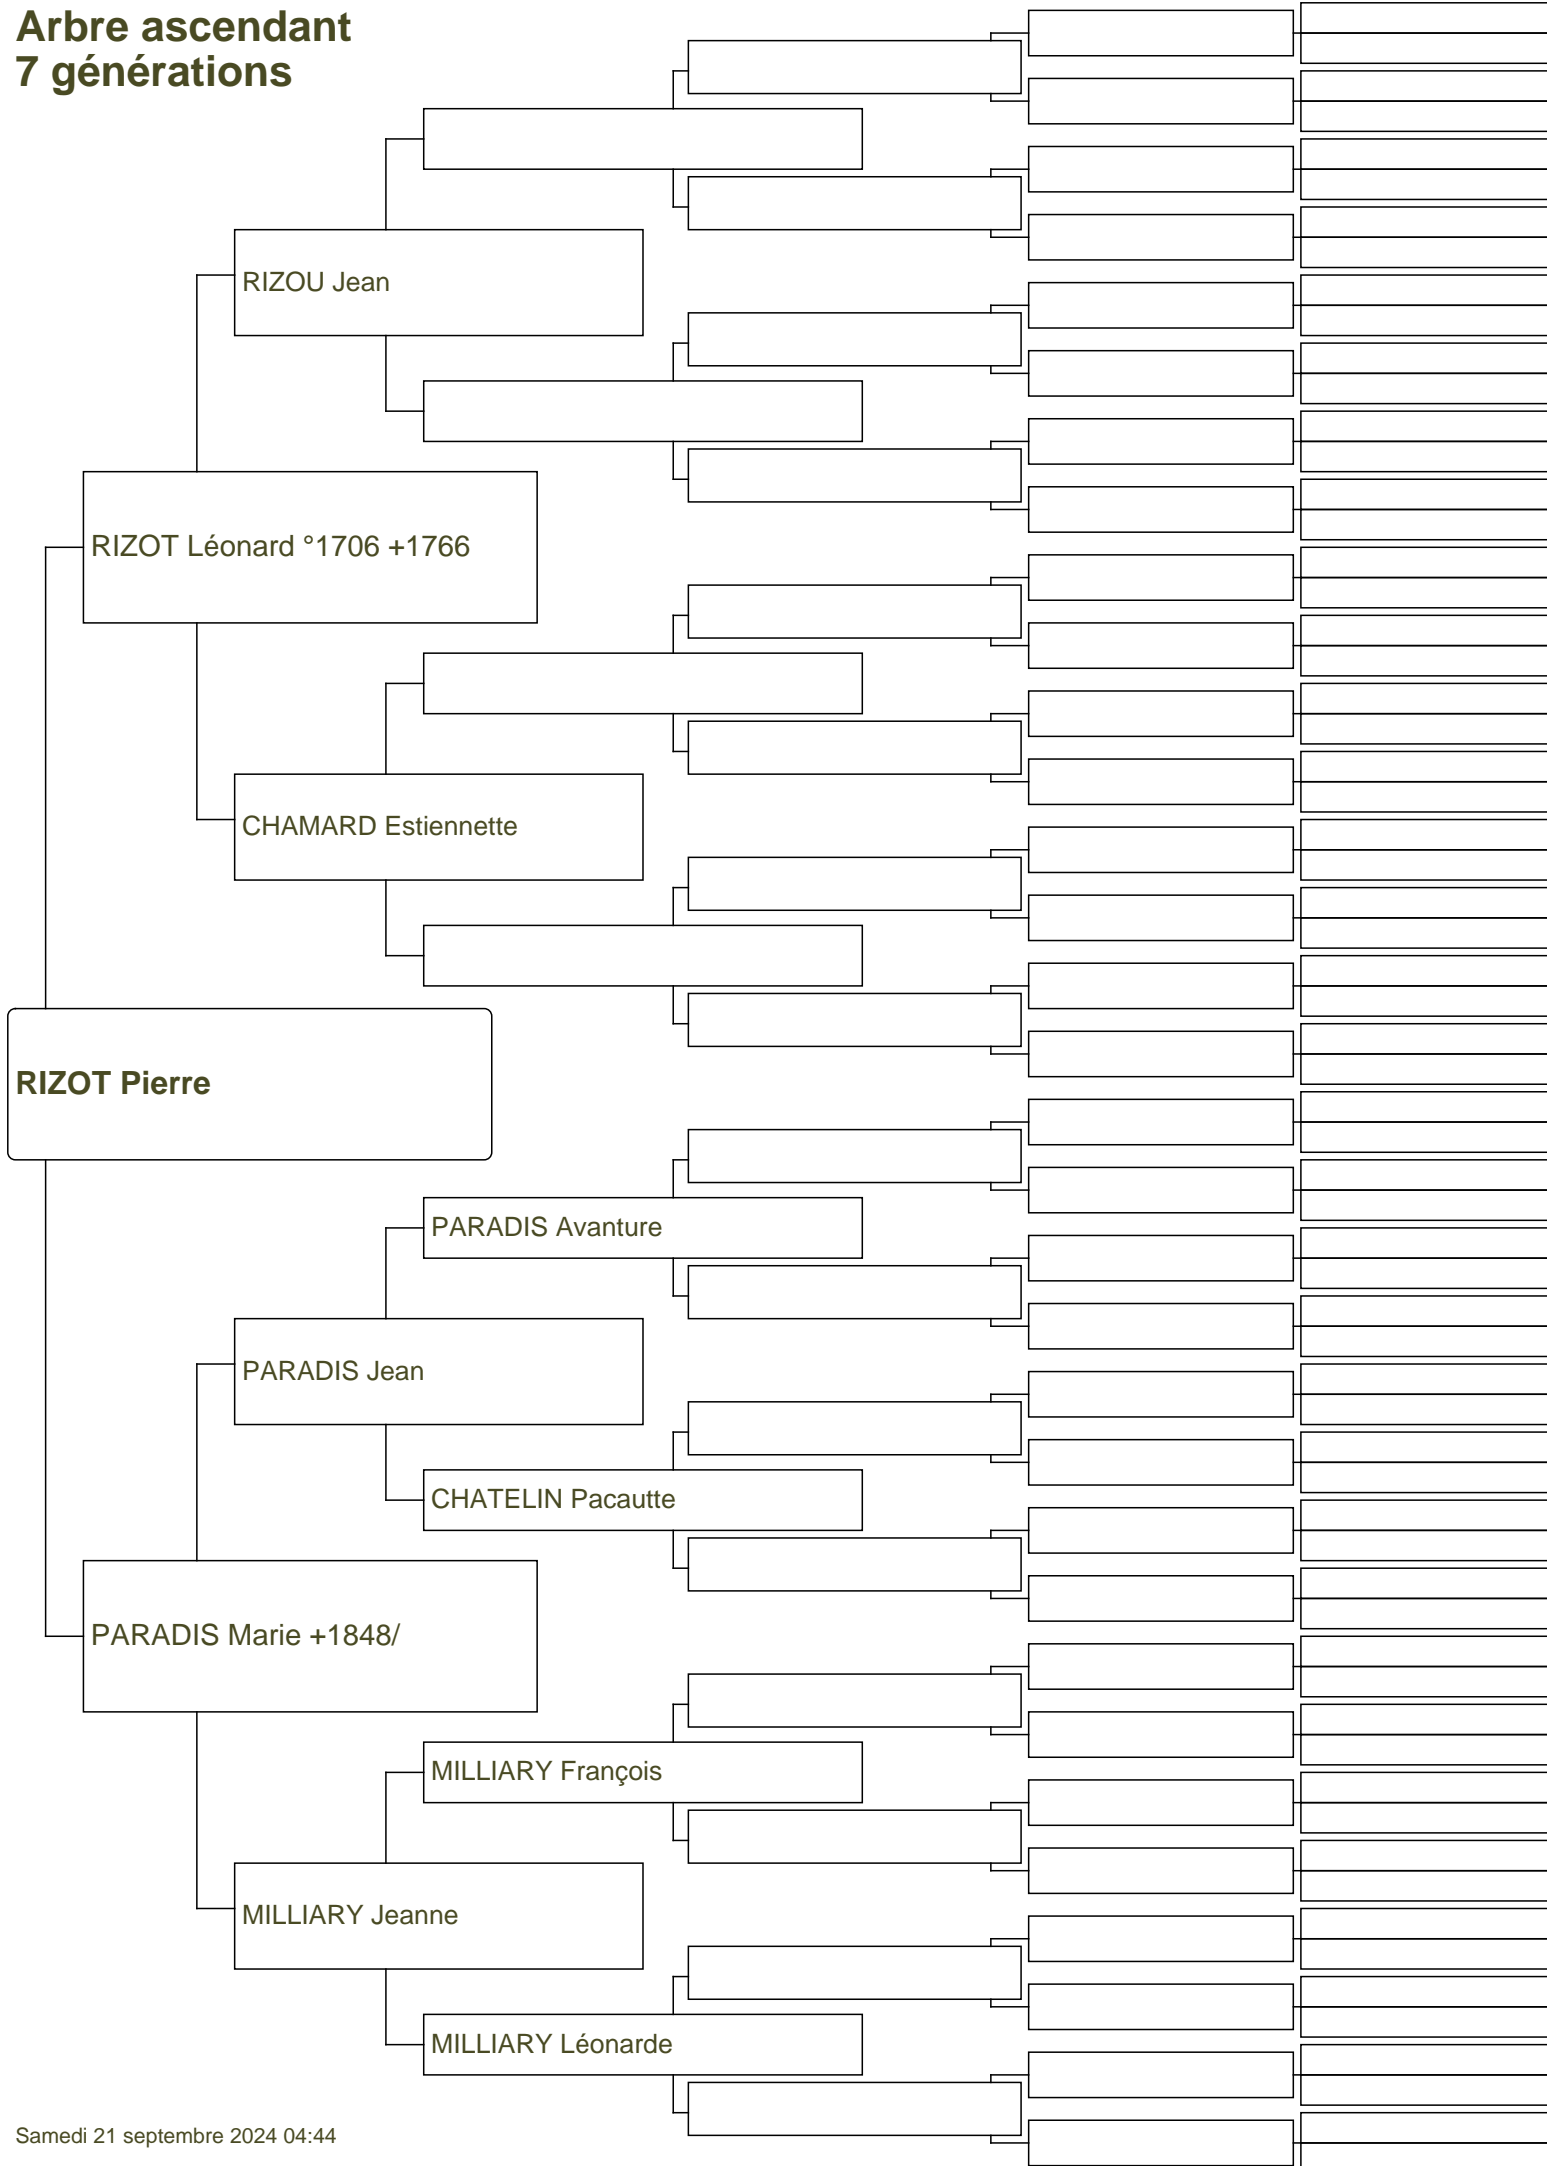 Arbre ascendant
7 générations
RIZOU Jean
RIZOT Léonard °1706 +1766
CHAMARD Estiennette
RIZOT Pierre
PARADIS Avanture
PARADIS Jean
CHATELIN Pacautte
PARADIS Marie +1848/
MILLIARY François
MILLIARY Jeanne
MILLIARY Léonarde
Samedi 21 septembre 2024 04:44